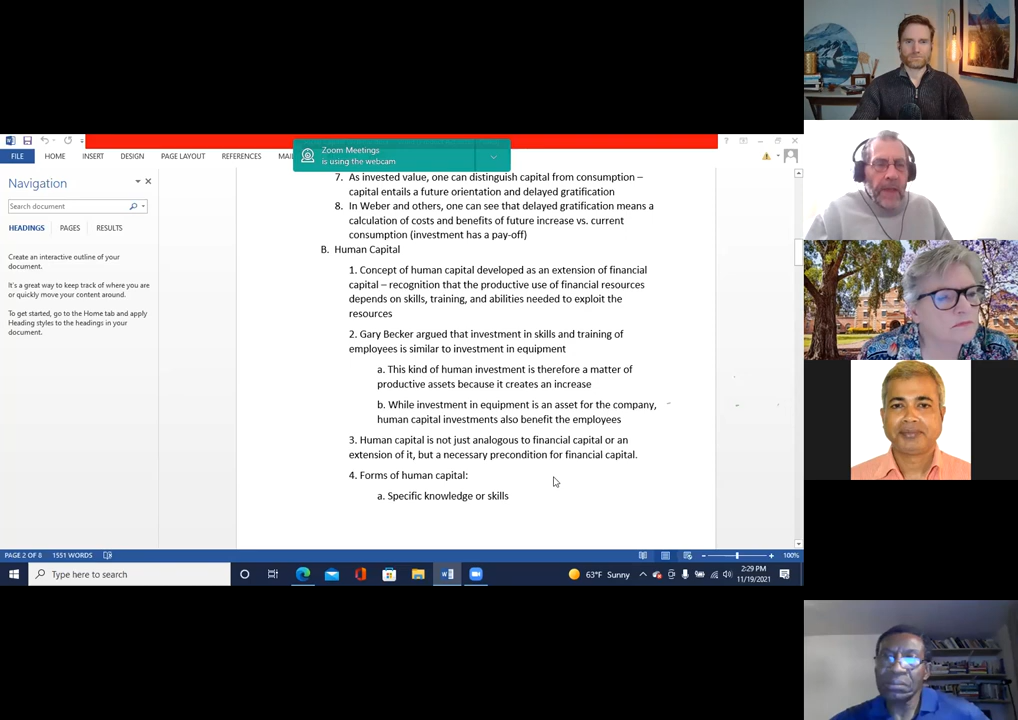 Zoom Meetings
is using the webcam
FILE HOME INSERT DESIGN PAGE LAYOUT REFERENCES MAI
Navigation
Search document
HEADINGS PAGES RESULTS
Create an interactive outline of your
document.
It's a great way to keep track of where you are
or quickly move your content around.
To get started, go to the Home tab and apply
Heading styles to the headings in your
document.
7. As invested value, one can distinguish capital from consumption –
capital entails a future orientation and delayed gratification
8. In Weber and others, one can see that delayed gratification means a
calculation of costs and benefits of future increase vs. current
consumption (investment has a pay-off)
B. Human Capital
1. Concept of human capital developed as an extension of financial
capital – recognition that the productive use of financial resources
depends on skills, training, and abilities needed to exploit the
resources
2. Gary Becker argued that investment in skills and training of
employees is similar to investment in equipment
a. This kind of human investment is therefore a matter of
productive assets because it creates an increase
b. While investment in equipment is an asset for the company,
human capital investments also benefit the employees
3. Human capital is not just analogous to financial capital or an
extension of it, but a necessary precondition for financial capital.
4. Forms of human capital:
a. Specific knowledge or skills
PAGE 2 OF 8 1551 WORDS 100%
Type here to search
63°F Sunny
2:29 PM
11/19/2021